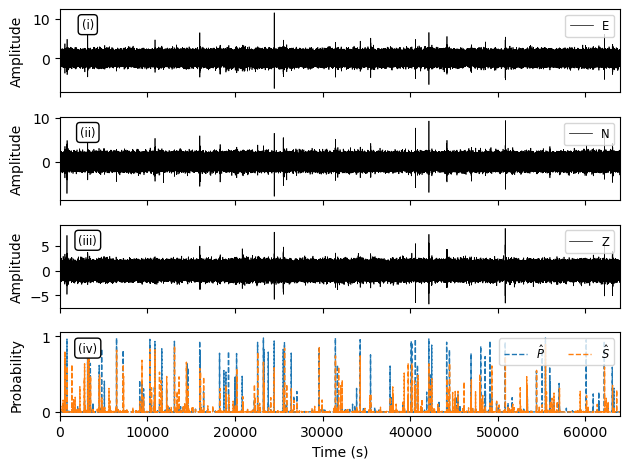 10
(i)
E
Amplitude
0
10
(ii)
N
Amplitude
0
(iii)
Z
5
Amplitude
0
−5
1
(iv)
P̂
Ŝ
Probability
0
0 10000 20000 30000 40000 50000 60000
Time (s)